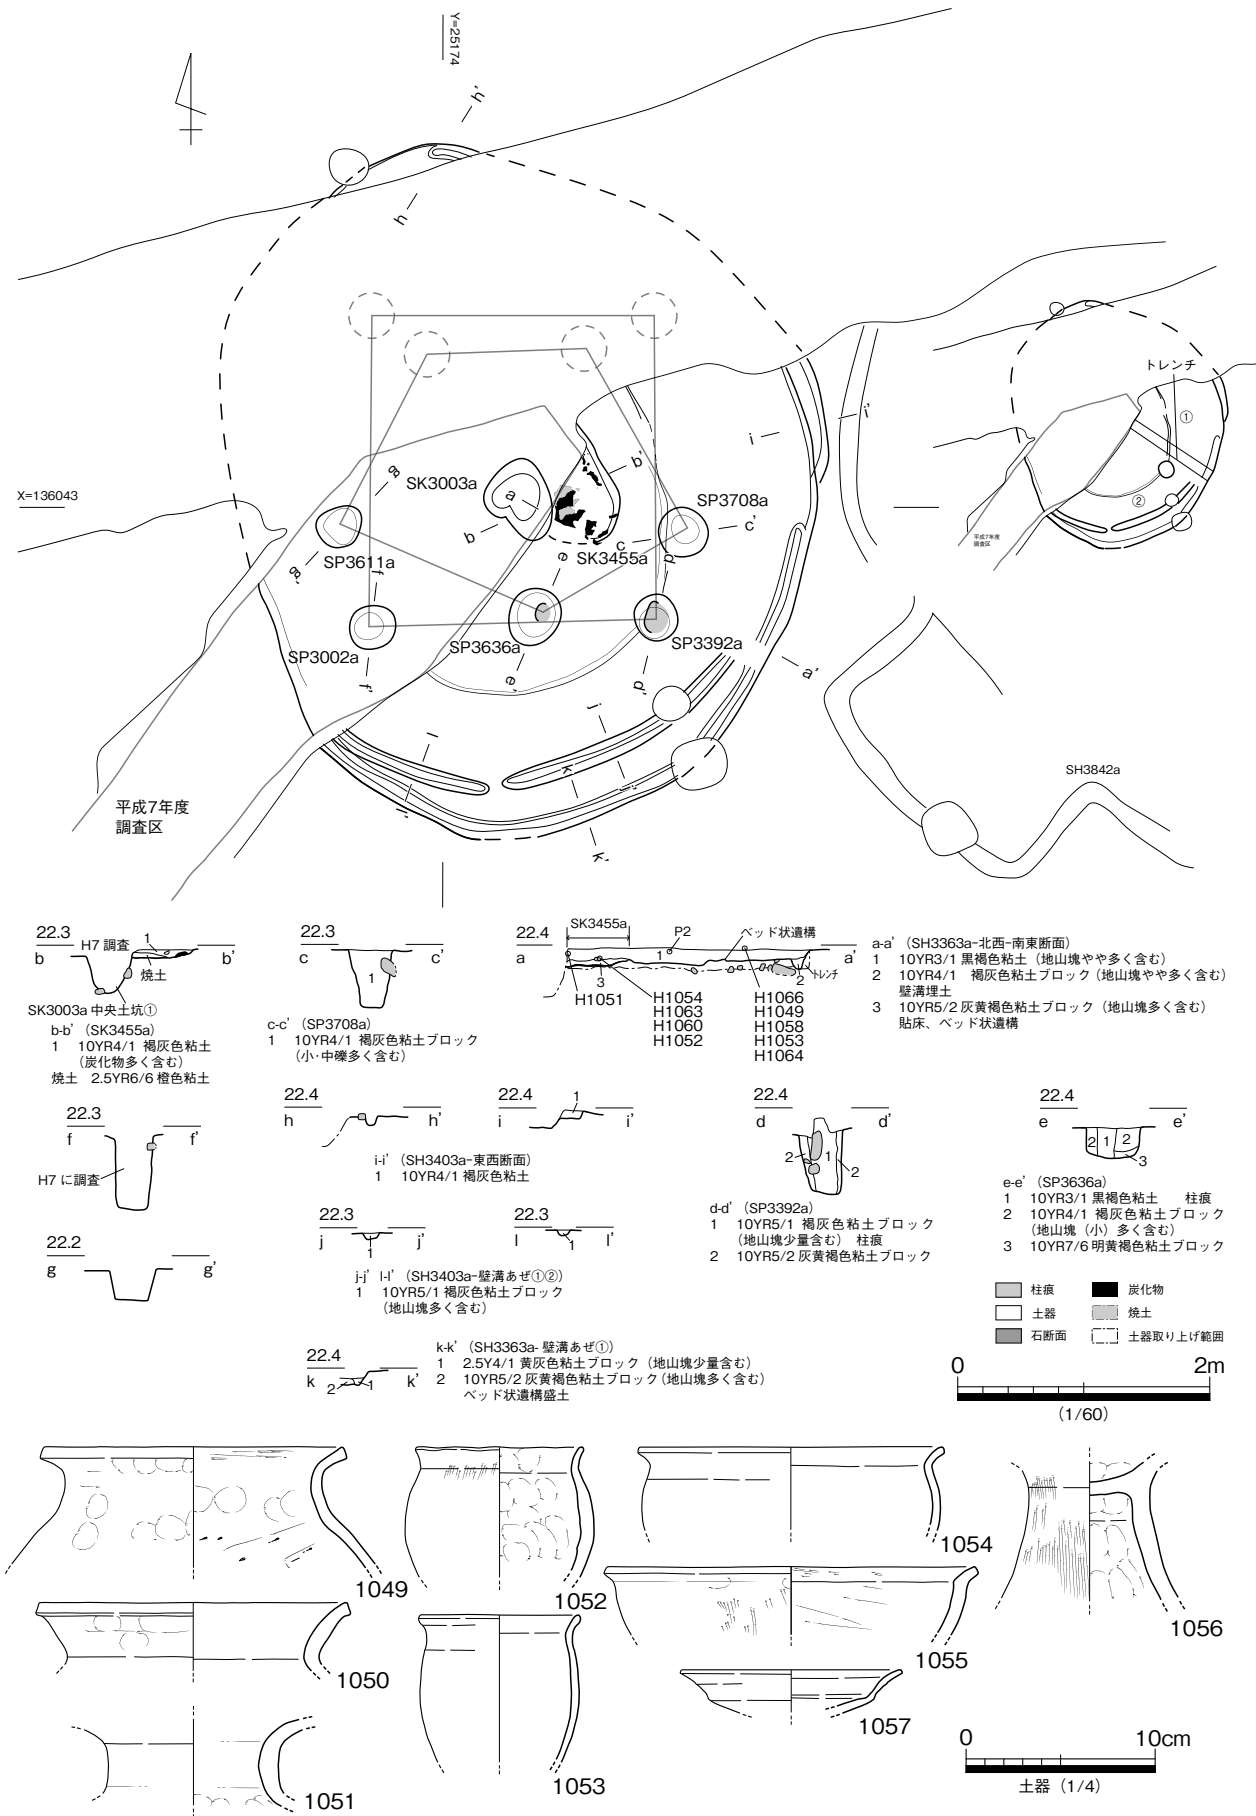 Y=25174
h'
h
トレンチ
①
②
平成7年度
調査区
i
i'
b'
g
SK3003a
a
b
SP3708a
c'
c
X=136043
SP3611a
g'
f
e
SK3455a
d
SP3002a
SP3636a
SP3392a
f'
e'
d'
a'
j
l
k
j'
l'
k'
平成7年度
調査区
SH3842a
22.3
b
H7 調査
1
b'
焼土
SK3003a 中央土坑①
b-b'（SK3455a）
1　10YR4/1 褐灰色粘土
（炭化物多く含む）
焼土　2.5YR6/6 橙色粘土
22.3
c
1
c'
c-c'（SP3708a）
1　10YR4/1 褐灰色粘土ブロック
（小･中礫多く含む）
22.4
a
SK3455a
P2
1
ベッド状遺構
a'
3
2
トレンチ
H1051
H1054
H1063
H1060
H1052
H1066
H1049
H1058
H1053
H1064
a-a'（SH3363a-北西-南東断面）
1　10YR3/1 黒褐色粘土（地山塊やや多く含む）
2　10YR4/1　褐灰色粘土ブロック（地山塊やや多く含む）
壁溝埋土
3　10YR5/2 灰黄褐色粘土ブロック（地山塊多く含む）
貼床、ベッド状遺構
22.3
f
f'
H7 に調査
22.4
h
h'
22.4
i
1
i'
i-i'（SH3403a-東西断面）
1　10YR4/1 褐灰色粘土
22.4
d
d'
2
1
2
d-d'（SP3392a）
1　10YR5/1 褐灰色粘土ブロック
（地山塊少量含む）　柱痕
2　10YR5/2 灰黄褐色粘土ブロック
22.4
e
e'
2
1
2
3
e-e'（SP3636a）
1　10YR3/1 黒褐色粘土　　柱痕
2　10YR4/1 褐灰色粘土ブロック
（地山塊（小）多く含む）
3　10YR7/6 明黄褐色粘土ブロック
22.2
g
g'
22.3
j
1
j'
22.3
l
1
l'
j-j'　l-l'（SH3403a-壁溝あぜ①②）
1　10YR5/1 褐灰色粘土ブロック
（地山塊多く含む）
22.4
k
2
1
k'
k-k'（SH3363a- 壁溝あぜ①）
1　2.5Y4/1 黄灰色粘土ブロック（地山塊少量含む）
2　10YR5/2 灰黄褐色粘土ブロック（地山塊多く含む）
ベッド状遺構盛土
柱痕
炭化物
土器
焼土
石断面
土器取り上げ範囲
0
2m
（1/60）
1049
1052
1054
1056
1050
1055
1057
1051
1053
0
10cm
土器（1/4）